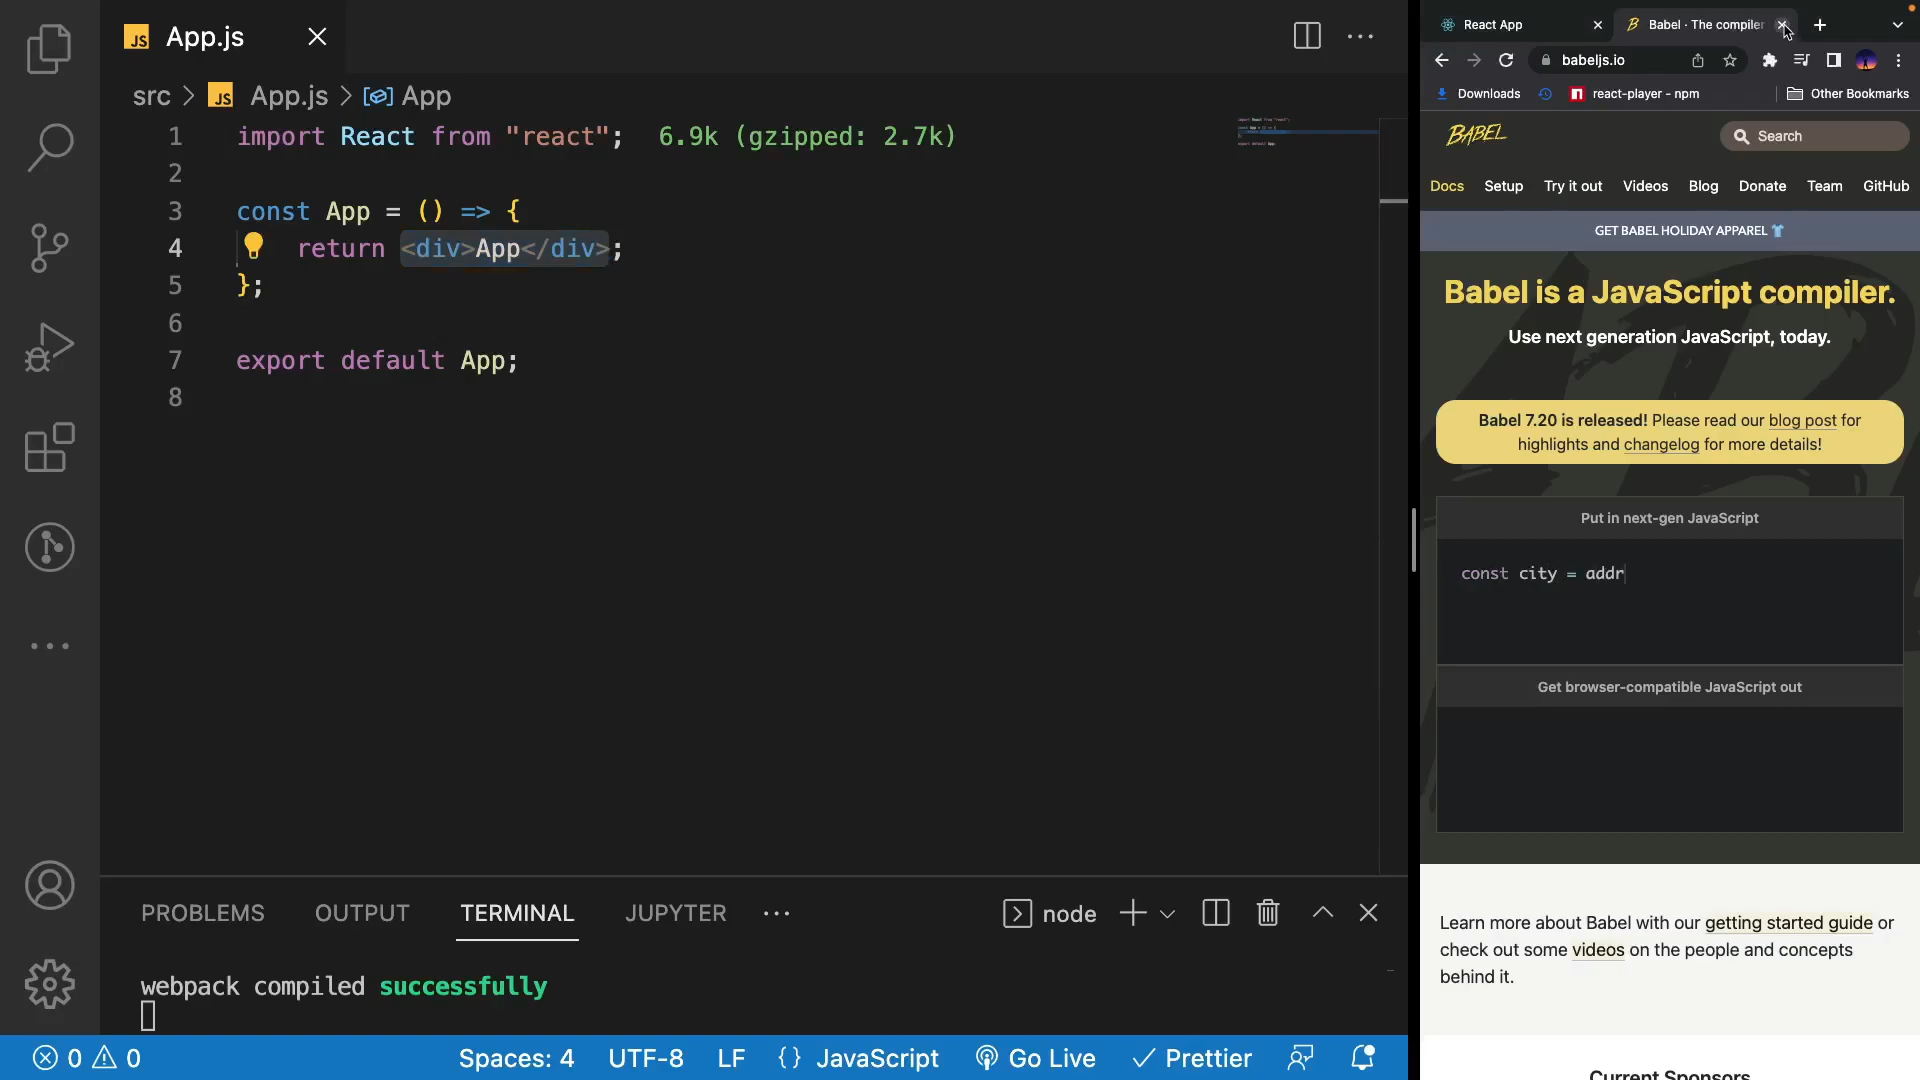 JS App.js
src > JS App.js > App
1 import React from "react"; 6.9k (gzipped: 2.7k)
2
3 const App = () => {
4 return <div>App</div>;
5 };
6
7 export default App;
8
PROBLEMS OUTPUT TERMINAL JUPYTER ··· node
webpack compiled successfully
0 0 Spaces: 4 UTF-8 LF {} JavaScript Go Live Prettier
React App Babel · The compiler
babeljs.io
Downloads react-player - npm Other Bookmarks
BABEL Search
Docs Setup Try it out Videos Blog Donate Team GitHub
GET BABEL HOLIDAY APPAREL 👕
Babel is a JavaScript compiler.
Use next generation JavaScript, today.
Babel 7.20 is released! Please read our blog post for
highlights and changelog for more details!
Put in next-gen JavaScript
const city = addr
Get browser-compatible JavaScript out
Learn more about Babel with our getting started guide or
check out some videos on the people and concepts
behind it.
Current Sponsors